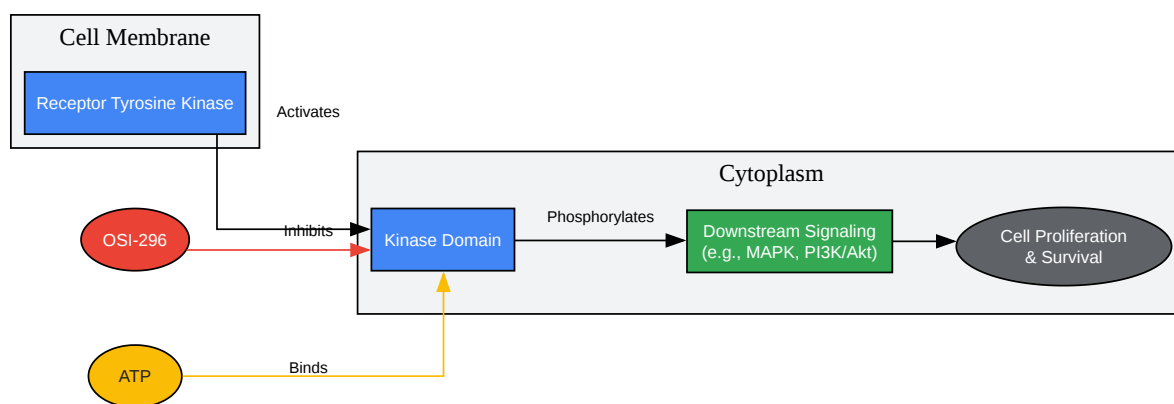 Cell Membrane
Receptor Tyrosine Kinase
Activates
Cytoplasm
OSI-296
Inhibits
Kinase Domain
Phosphorylates
Downstream Signaling
(e.g., MAPK, PI3K/Akt)
Cell Proliferation
& Survival
ATP
Binds